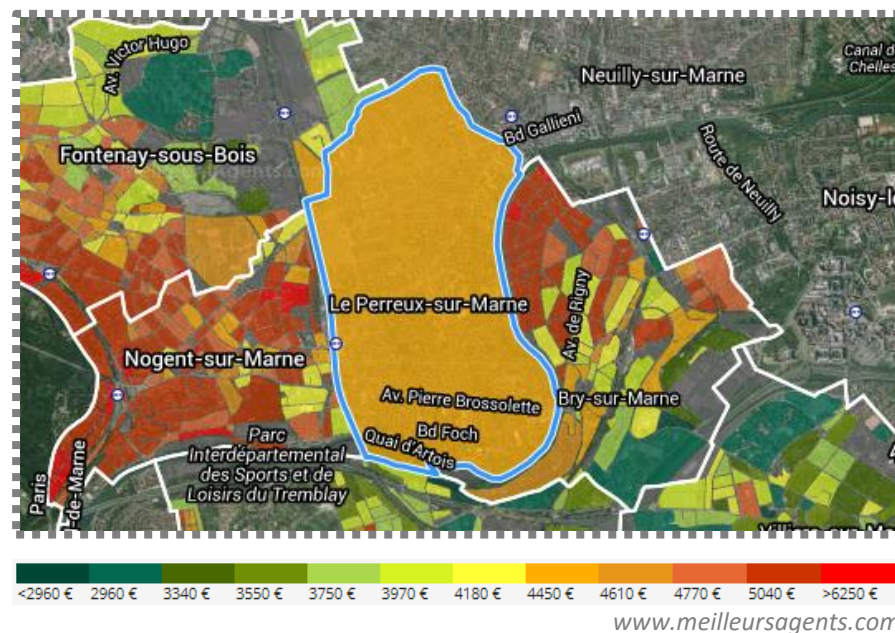 Av. Victor Hugo
Canal d
Chelles
Neuilly-sur-Marne
Bd Gallieni
Route de Neuilly
Fontenay-sous-Bois
Noisy-l
Le Perreux-sur-Marne
Av. de Rigny
Nogent-sur-Marne
Av. Pierre Brossolette
Bry-sur-Marne
Bd Foch
Quai d'Artois
Parc
Interdépartemental
des Sports et de
Loisirs du Tremblay
Paris
l-de-Marne
<2960 € 2960 € 3340 € 3550 € 3750 € 3970 € 4180 € 4450 € 4610 € 4770 € 5040 € >6250 €
www.meilleursagents.com